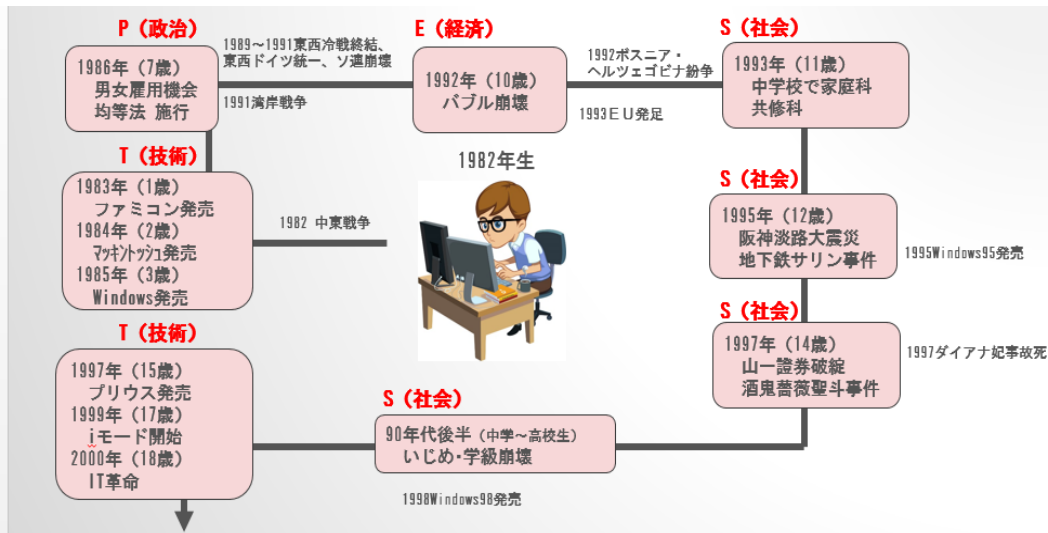 P（政治）
1986年（7歳）
男女雇用機会
均等法 施行
1989～1991東西冷戦終結、
東西ドイツ統一、ソ連崩壊
1991湾岸戦争
E（経済）
1992年（10歳）
バブル崩壊
1992ボスニア・
ヘルツェゴビナ紛争
1993ＥＵ発足
S（社会）
1993年（11歳）
中学校で家庭科
共修科
T（技術）
1983年（1歳）
ファミコン発売
1984年（2歳）
ﾏｯｷﾝﾄｯｼｭ発売
1985年（3歳）
Windows発売
1982 中東戦争
1982年生
S（社会）
1995年（12歳）
阪神淡路大震災
地下鉄サリン事件
1995Windows95発売
S（社会）
1997年（14歳）
山一證券破綻
酒鬼薔薇聖斗事件
1997ダイアナ妃事故死
S（社会）
90年代後半（中学～高校生）
いじめ・学級崩壊
1998Windows98発売
T（技術）
1997年（15歳）
プリウス発売
1999年（17歳）
iモード開始
2000年（18歳）
IT革命